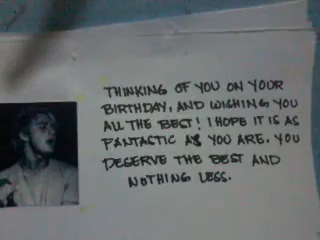 THINKING OF YOU ON YOUR
BIRTHDAY, AND WISHING YOU
ALL THE BEST! I HOPE IT IS AS
FANTASTIC AS YOU ARE. YOU
DESERVE THE BEST AND
NOTHING LESS.